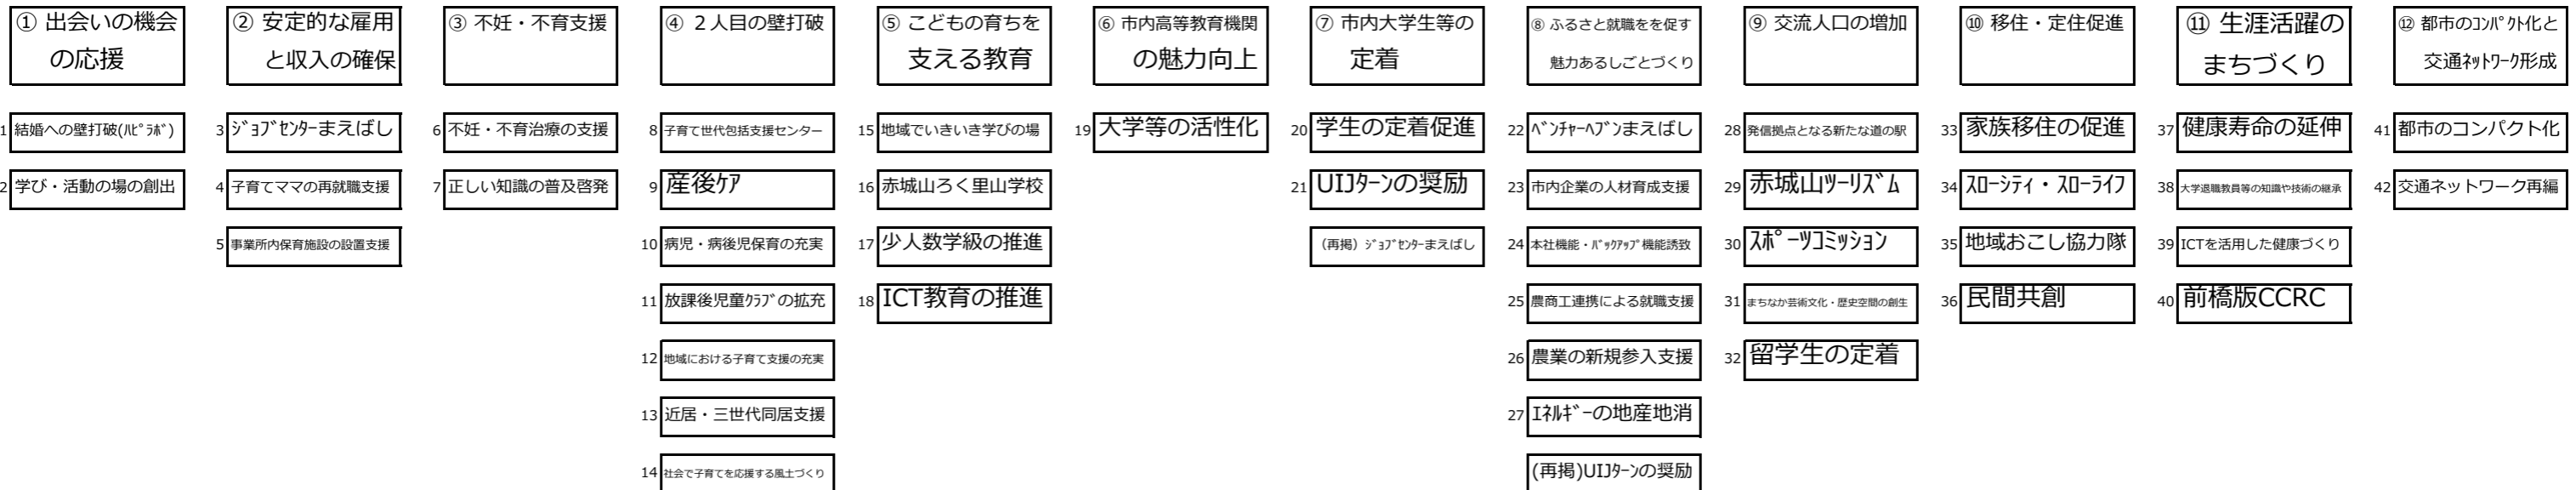 ① 出会いの機会
の応援
② 安定的な雇用
と収入の確保
③ 不妊・不育支援
④ ２人目の壁打破
⑤ こどもの育ちを
支える教育
⑥ 市内高等教育機関
の魅力向上
⑦ 市内大学生等の
定着
⑧ ふるさと就職をを促す
魅力あるしごとづくり
⑨ 交流人口の増加
⑩ 移住・定住促進
⑪ 生涯活躍の
まちづくり
⑫ 都市のｺﾝﾊﾟｸﾄ化と
交通ﾈｯﾄﾜｰｸ形成
1 結婚への壁打破(ﾊﾋﾟﾗﾎﾞ)
2 学び・活動の場の創出
3 ｼﾞｮﾌﾞｾﾝﾀｰまえばし
4 子育てママの再就職支援
5 事業所内保育施設の設置支援
6 不妊・不育治療の支援
7 正しい知識の普及啓発
8 子育て世代包括支援センター
9 産後ｹｱ
10 病児・病後児保育の充実
11 放課後児童ｸﾗﾌﾞの拡充
12 地域における子育て支援の充実
13 近居・三世代同居支援
14 社会で子育てを応援する風土づくり
15 地域でいきいき学びの場
16 赤城山ろく里山学校
17 少人数学級の推進
18 ICT教育の推進
19 大学等の活性化
20 学生の定着促進
21 UIJﾀｰﾝの奨励
（再掲）ｼﾞｮﾌﾞｾﾝﾀｰまえばし
22 ﾍﾞﾝﾁｬｰﾍﾌﾞﾝまえばし
23 市内企業の人材育成支援
24 本社機能・ﾊﾞｯｸｱｯﾌﾟ機能誘致
25 農商工連携による就職支援
26 農業の新規参入支援
27 ｴﾈﾙｷﾞｰの地産地消
(再掲)UIJﾀｰﾝの奨励
28 発信拠点となる新たな道の駅
29 赤城山ﾂｰﾘｽﾞﾑ
30 ｽﾎﾟｰﾂｺﾐｯｼｮﾝ
31 まちなか芸術文化・歴史空間の創生
32 留学生の定着
33 家族移住の促進
34 ｽﾛｰｼﾃｨ・ｽﾛｰﾗｲﾌ
35 地域おこし協力隊
36 民間共創
37 健康寿命の延伸
38 大学退職教員等の知識や技術の継承
39 ICTを活用した健康づくり
40 前橋版CCRC
41 都市のコンパクト化
42 交通ネットワーク再編